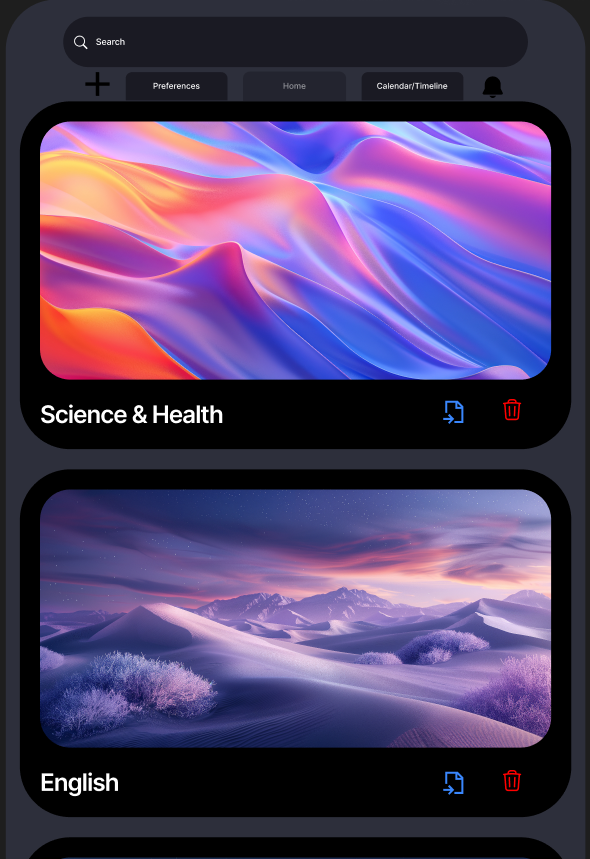 Search
Preferences
Home
Calendar/Timeline
Science & Health
English